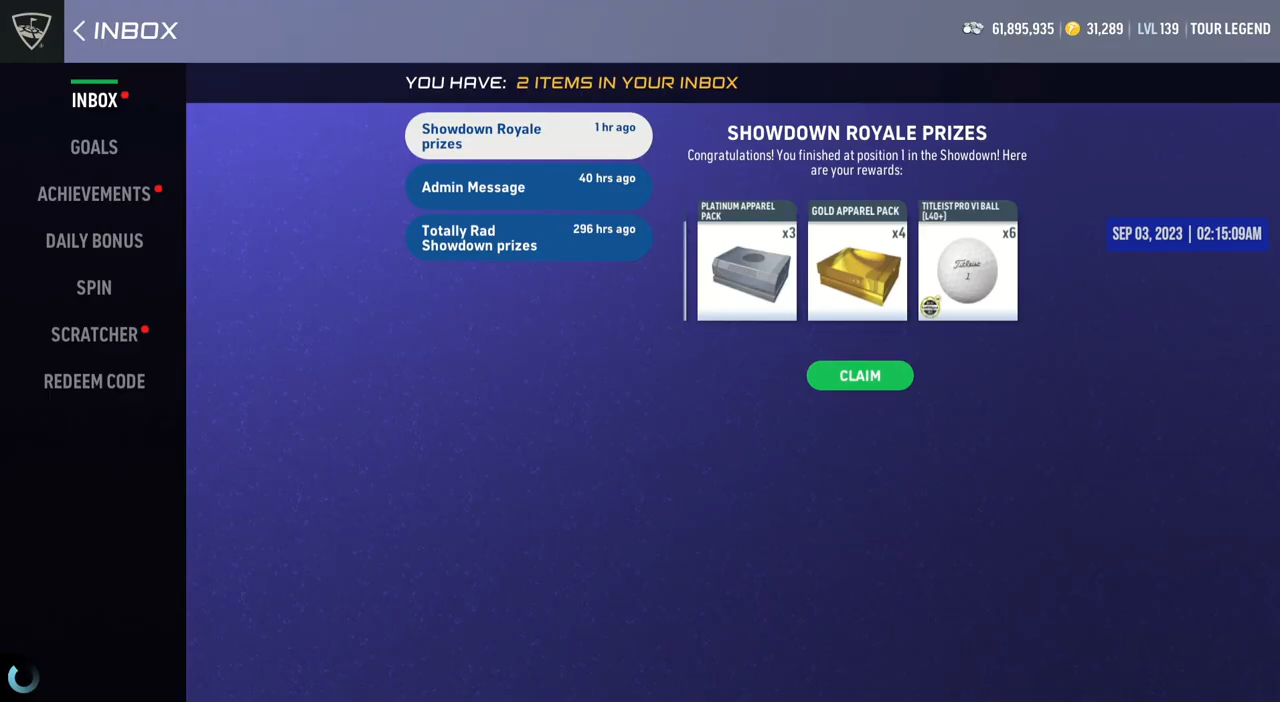 INBOX
61,895,935 | 31,289 | LVL 139 | TOUR LEGEND
YOU HAVE: 2 ITEMS IN YOUR INBOX
INBOX
GOALS
ACHIEVEMENTS
DAILY BONUS
SPIN
SCRATCHER
REDEEM CODE
Showdown Royale
prizes
1 hr ago
Admin Message
40 hrs ago
Totally Rad
Showdown prizes
296 hrs ago
SHOWDOWN ROYALE PRIZES
Congratulations! You finished at position 1 in the Showdown! Here
are your rewards:
PLATINUM APPAREL
PACK
x3
GOLD APPAREL PACK
x4
TITLEIST PRO V1 BALL
(L40+)
x6
Titleist
1
CLAIM
SEP 03, 2023 | 02:15:09AM